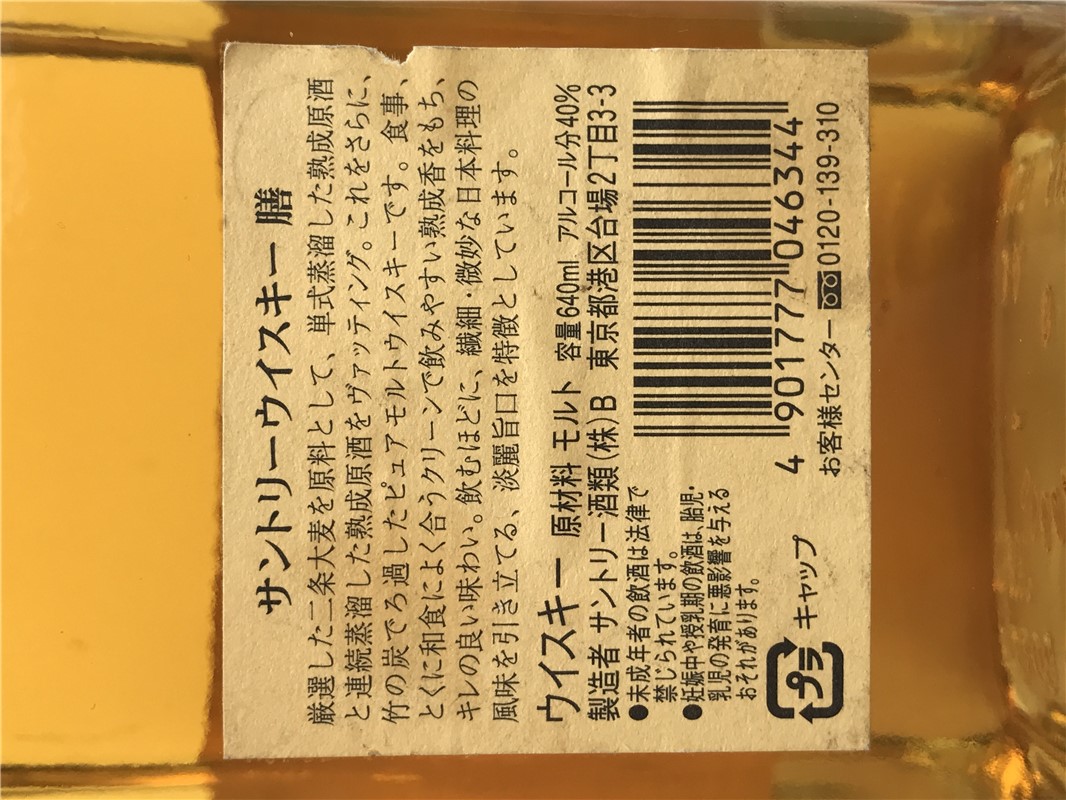 サントリーウイスキー 膳
厳選した二条大麦を原料として、単式蒸溜した熟成原酒
と連続蒸溜した熟成原酒をヴァッティング。これをさらに、
竹の炭でろ過したピュアモルトウイスキーです。食事、
とくに和食によく合うクリーンで飲みやすい熟成香をもち、
キレの良い味わい。飲むほどに、繊細・微妙な日本料理の
風味を引き立てる、淡麗旨口を特徴としています。
ウイスキー 原材料 モルト 容量640ml アルコール分40%
製造者 サントリー酒類(株)B 東京都港区台場2丁目3-3
●未成年者の飲酒は法律で
禁じられています。
●妊娠中や授乳期の飲酒は、胎児・
乳児の発育に悪影響を与える
おそれがあります。
プラ キャップ
4 901777 046344
お客様センター 0120-139-310